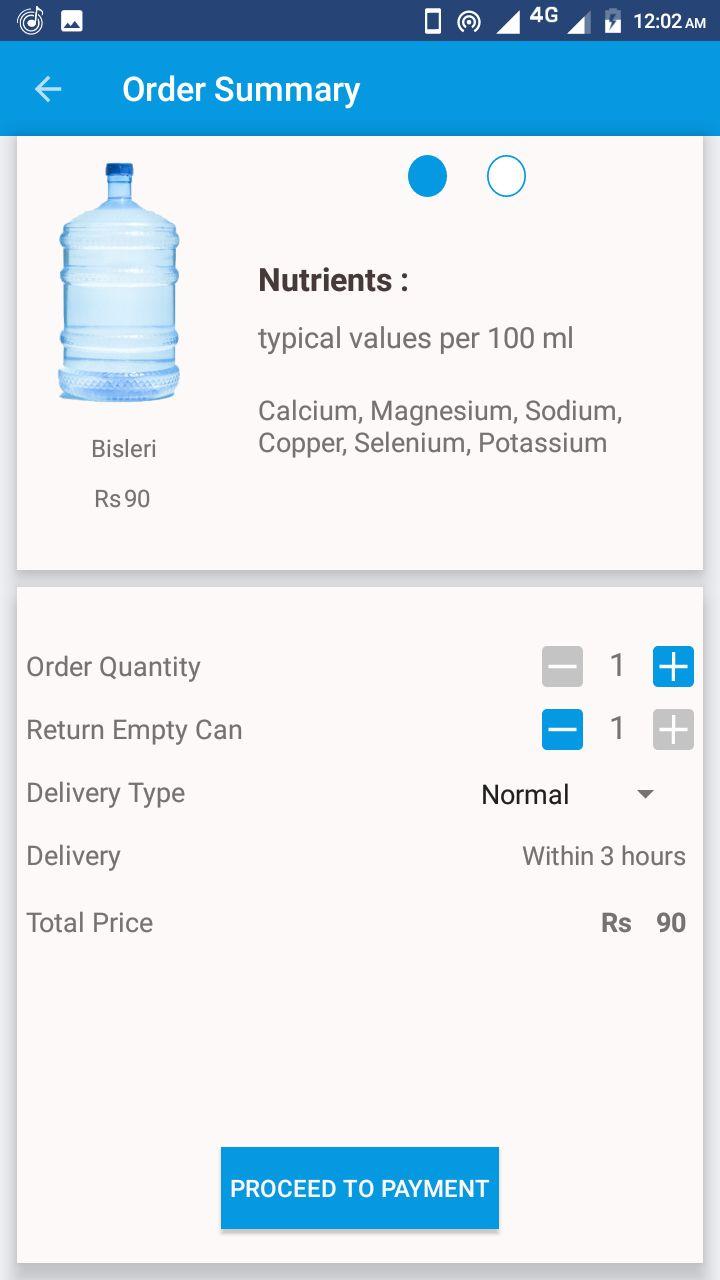 4G 12:02 AM
Order Summary
Nutrients :
typical values per 100 ml
Calcium, Magnesium, Sodium,
Copper, Selenium, Potassium
Bisleri
Rs 90
Order Quantity 1
Return Empty Can 1
Delivery Type Normal
Delivery Within 3 hours
Total Price Rs 90
PROCEED TO PAYMENT